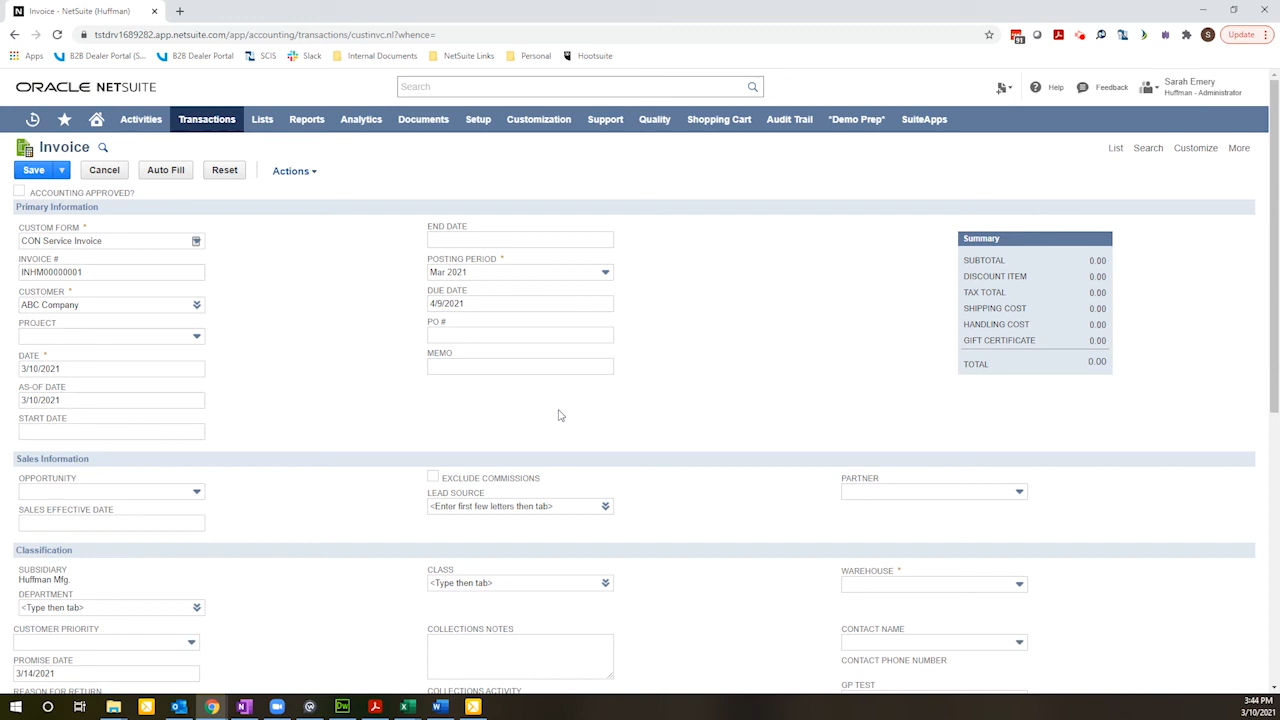 Invoice - NetSuite (Huffman)
tstdrv1689282.app.netsuite.com/app/accounting/transactions/custinvc.nl?whence=
91
S
Update
Apps
B2B Dealer Portal (S...
B2B Dealer Portal
SCIS
Slack
Internal Documents
NetSuite Links
Personal
Hootsuite
ORACLE NETSUITE
Search
Help
Feedback
Sarah Emery
Huffman - Administrator
Activities
Transactions
Lists
Reports
Analytics
Documents
Setup
Customization
Support
Quality
Shopping Cart
Audit Trail
*Demo Prep*
SuiteApps
Invoice
List
Search
Customize
More
Save
Cancel
Auto Fill
Reset
Actions
ACCOUNTING APPROVED?
Primary Information
CUSTOM FORM *
CON Service Invoice
INVOICE #
INHM00000001
CUSTOMER *
ABC Company
PROJECT
DATE *
3/10/2021
AS-OF DATE
3/10/2021
START DATE
END DATE
POSTING PERIOD *
Mar 2021
DUE DATE
4/9/2021
PO #
MEMO
Summary
SUBTOTAL 0.00
DISCOUNT ITEM 0.00
TAX TOTAL 0.00
SHIPPING COST 0.00
HANDLING COST 0.00
GIFT CERTIFICATE 0.00
TOTAL 0.00
Sales Information
OPPORTUNITY
SALES EFFECTIVE DATE
EXCLUDE COMMISSIONS
LEAD SOURCE
<Enter first few letters then tab>
PARTNER
Classification
SUBSIDIARY
Huffman Mfg.
DEPARTMENT
<Type then tab>
CUSTOMER PRIORITY
PROMISE DATE
3/14/2021
REASON FOR RETURN
CLASS
<Type then tab>
COLLECTIONS NOTES
COLLECTIONS ACTIVITY
WAREHOUSE *
CONTACT NAME
CONTACT PHONE NUMBER
GP TEST
3:44 PM
3/10/2021